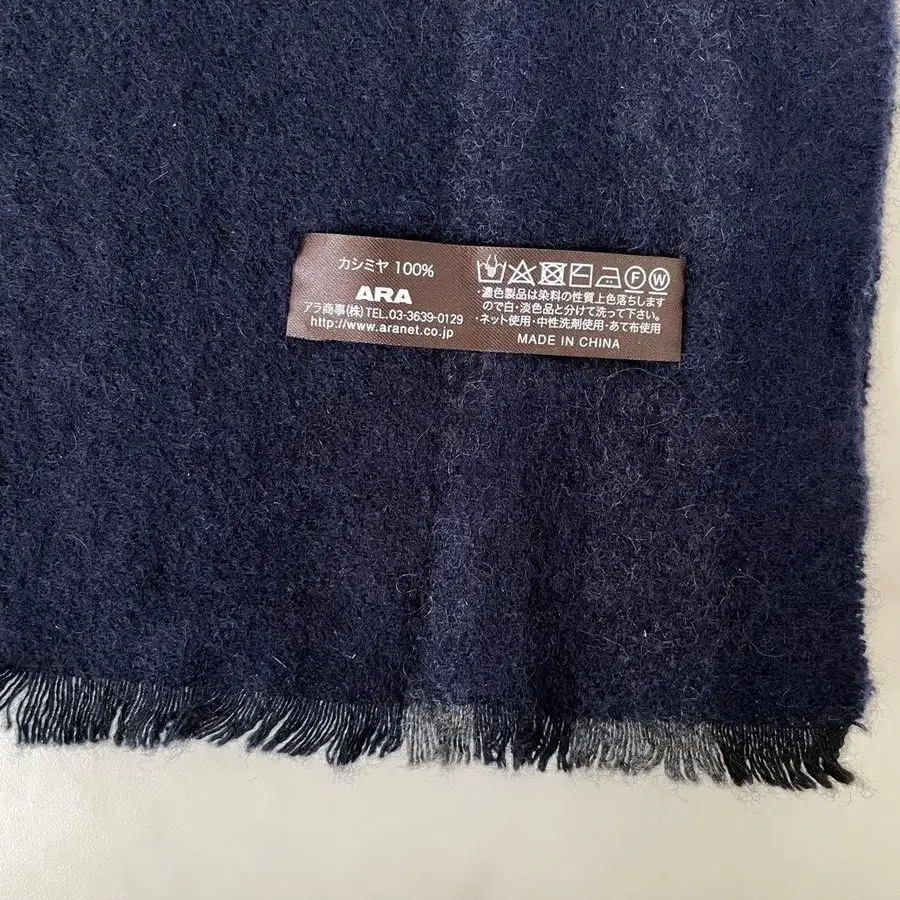 カシミヤ 100%
ARA
アラ商事(株)TEL.03-3639-0129
http://www.aranet.co.jp
F W
・濃色製品は染料の性質上色落ちします
ので白・淡色品と分けて洗って下さい。
・ネット使用・中性洗剤使用・あて布使用
MADE IN CHINA